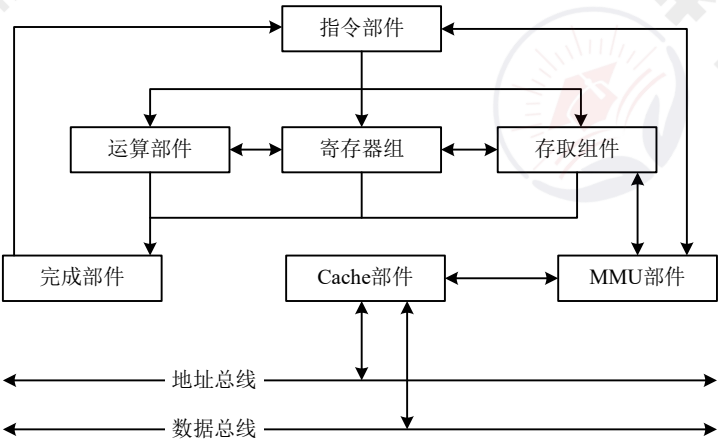 指令部件
运算部件
寄存器组
存取组件
完成部件
Cache部件
MMU部件
地址总线
数据总线